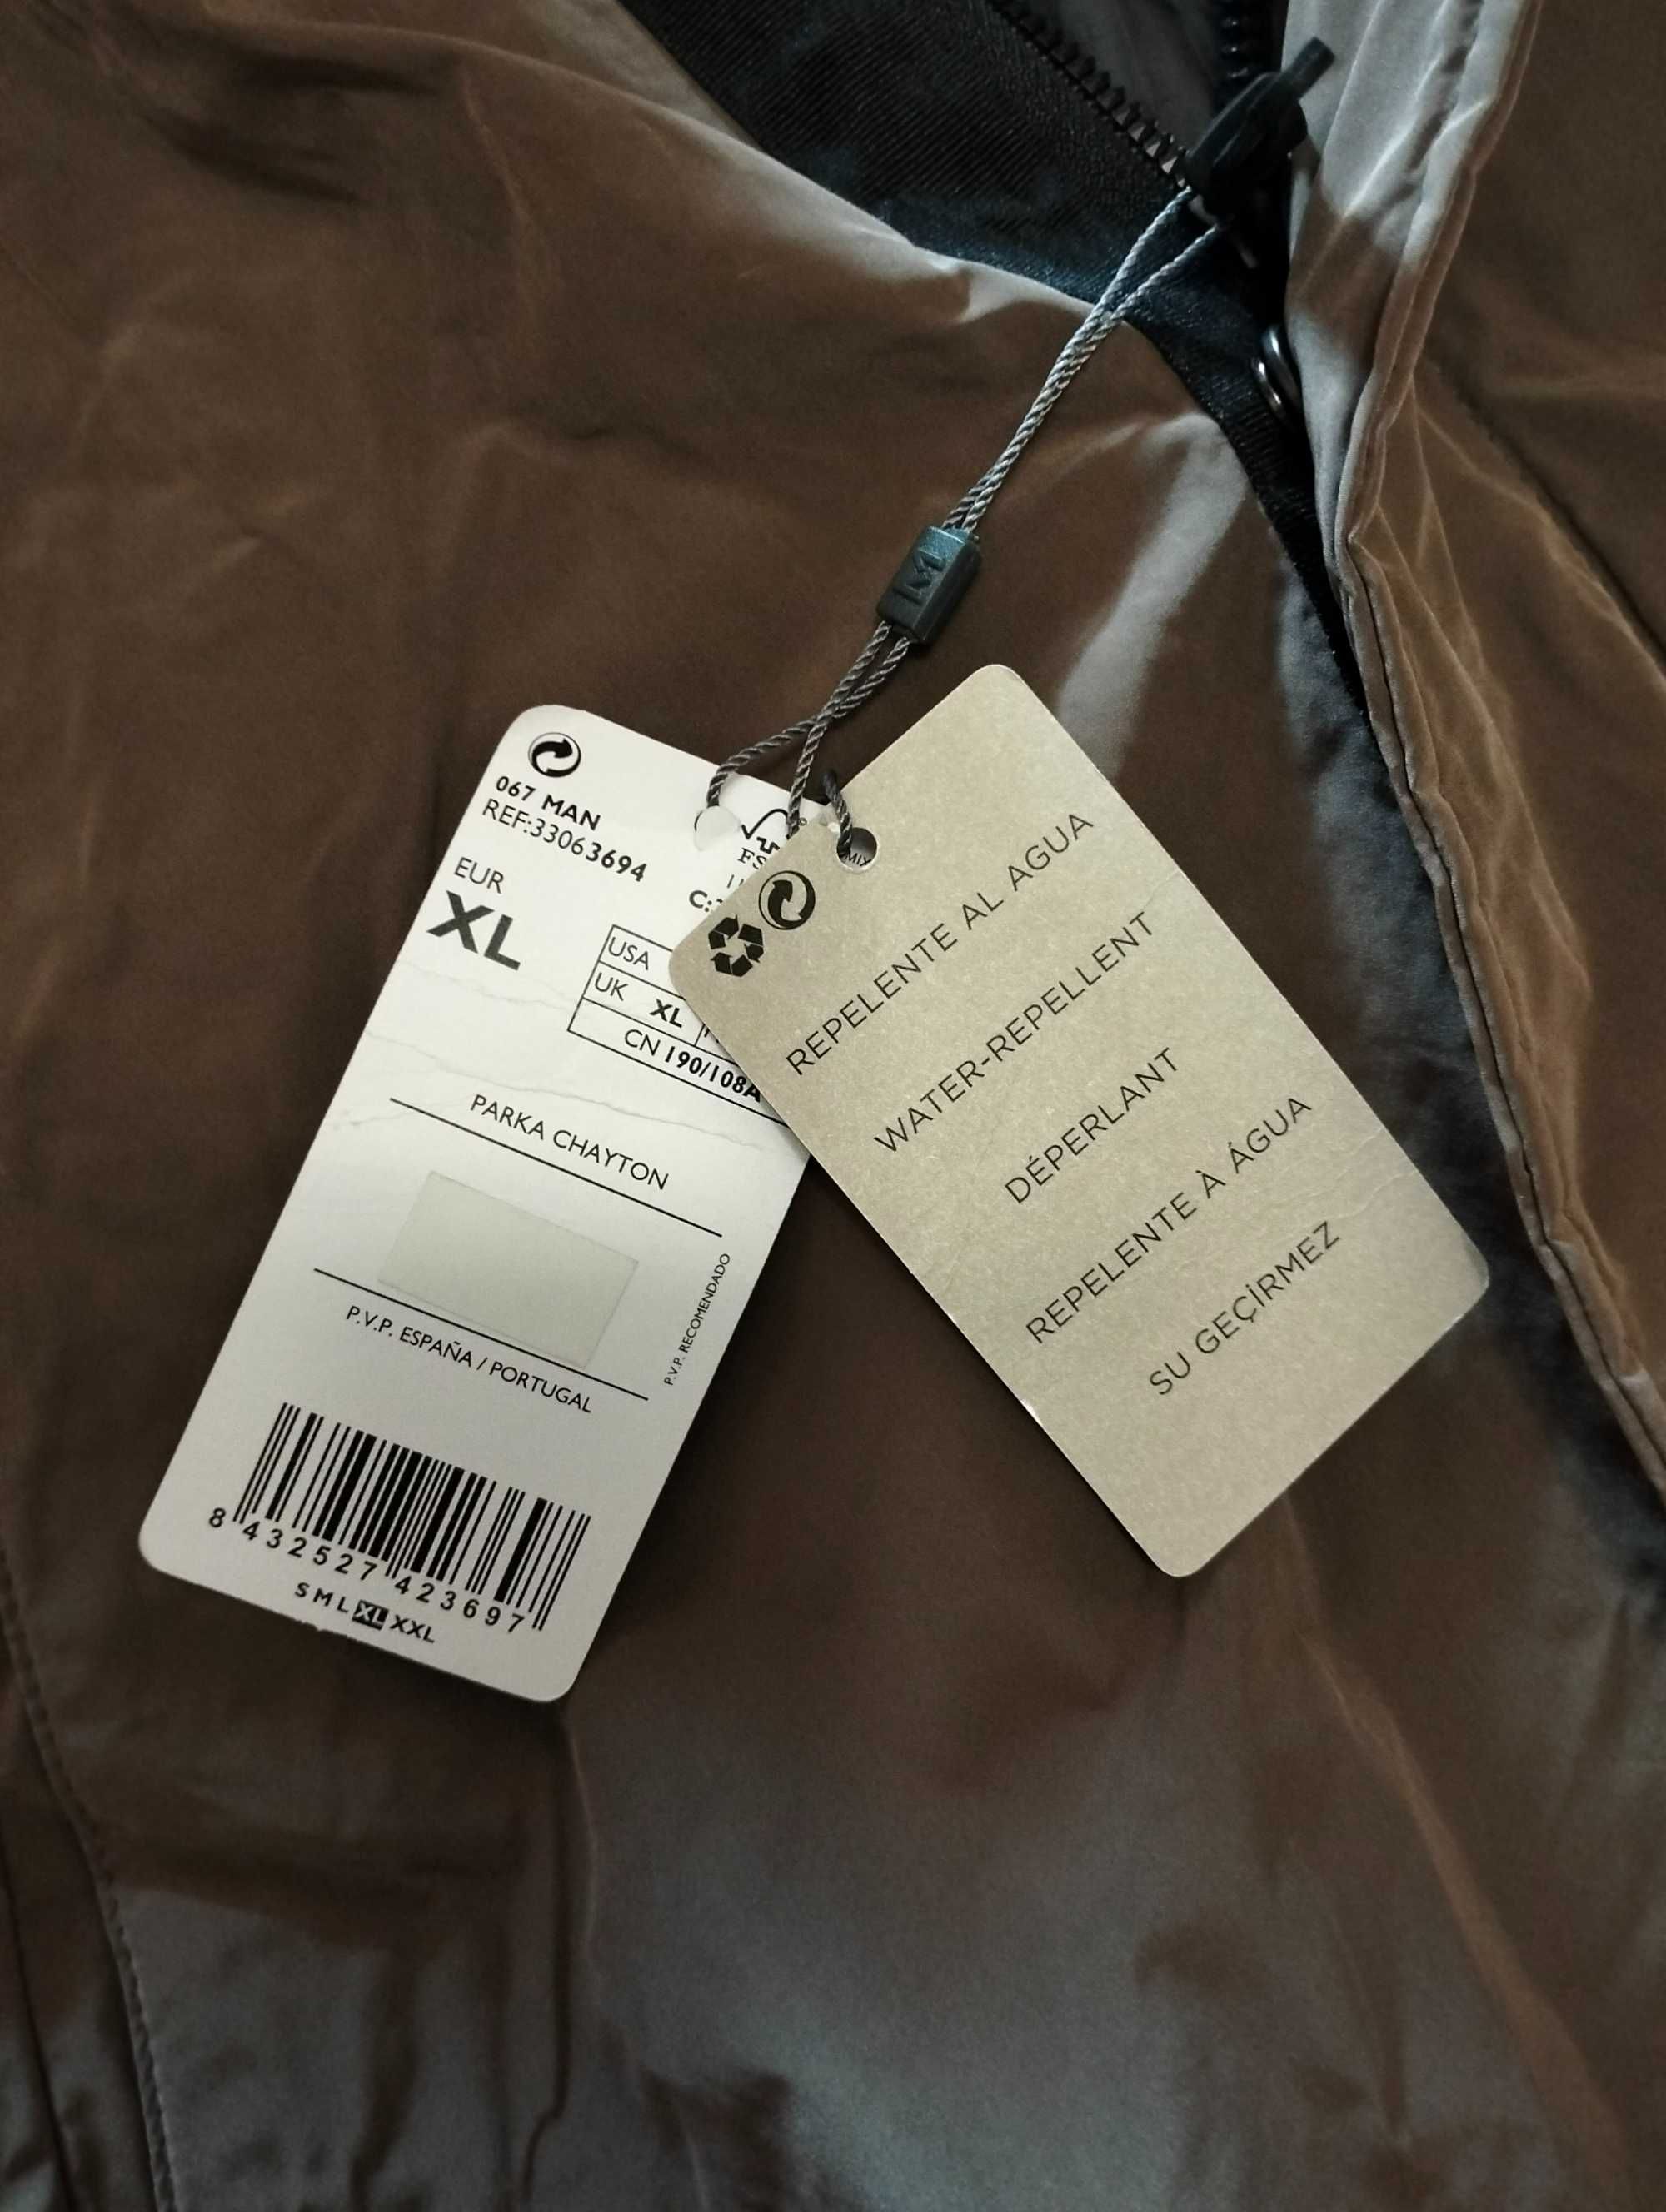 M
067 MAN
REF:33063694
EUR
XL
USA
UK XL
CN 190/108A
PARKA CHAYTON
P.V.P. ESPAÑA / PORTUGAL
P.V.P. RECOMENDADO
8 432527 423697
S M L XL XXL
MIX
REPELENTE AL AGUA
WATER-REPELLENT
DÉPERLANT
REPELENTE À ÁGUA
SU GEÇİRMEZ